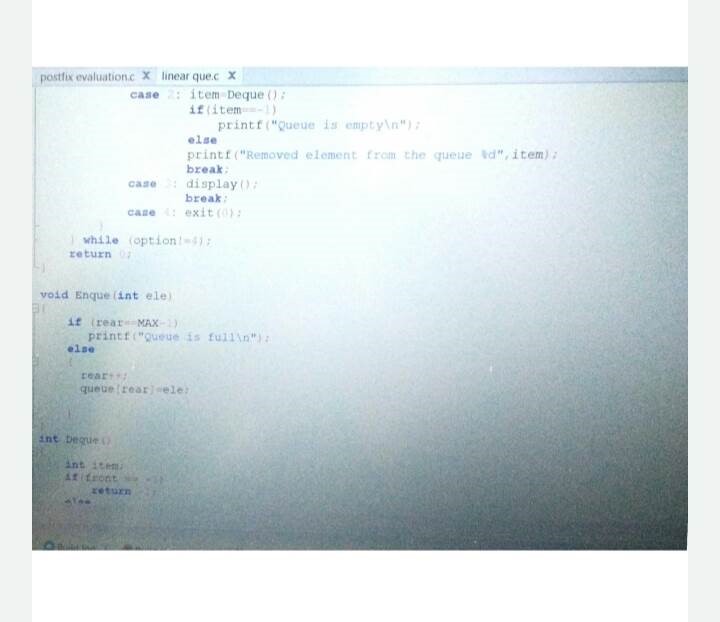 postfix evaluation.c X linear que.c X
case 2: item=Deque();
if(item==-1)
printf("Queue is empty\n");
else
printf("Removed element from the queue %d",item);
break;
case 3: display();
break;
case 4: exit(0);
}
} while (option!=4);
return 0;
}
void Enque(int ele)
{
if (rear==MAX-1)
printf("Queue is full\n");
else
{
rear++;
queue[rear]=ele;
}
}
int Deque()
{
int item;
if(front == -1)
return -1;
else